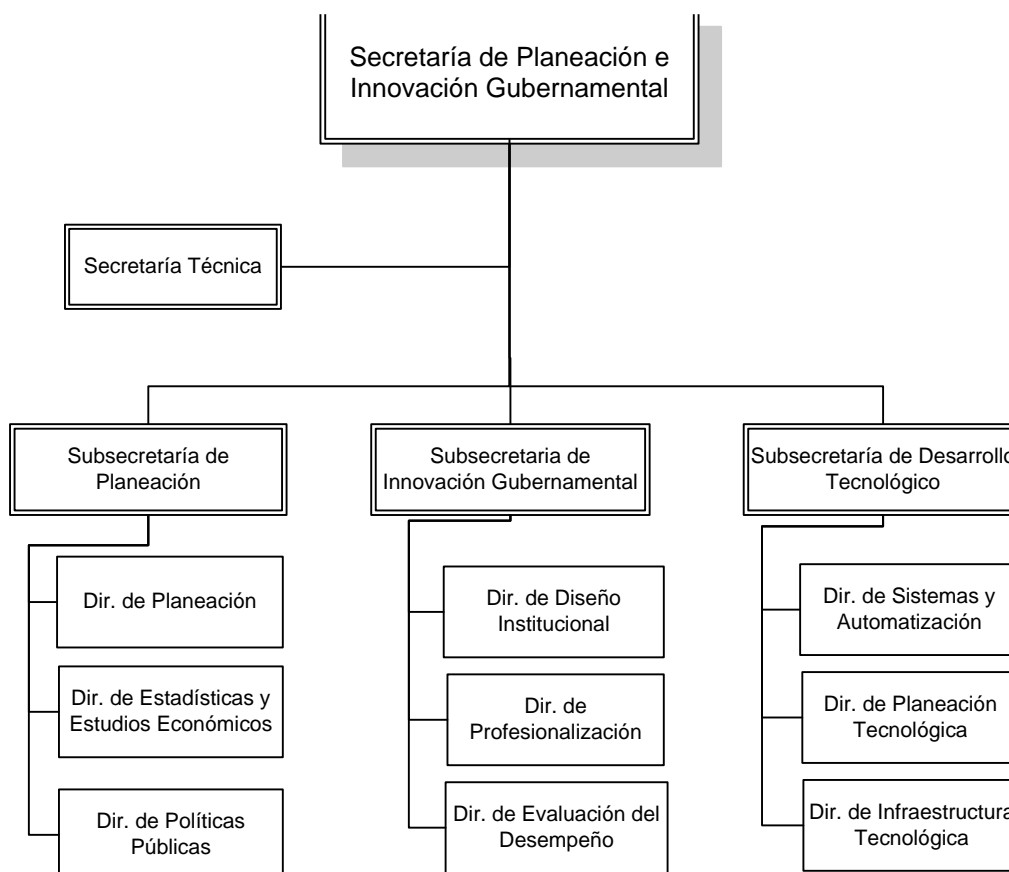 Secretaría de Planeación e
Innovación Gubernamental
Secretaría Técnica
Subsecretaría de
Planeación
Subsecretaria de
Innovación Gubernamental
Subsecretaría de Desarrollo
Tecnológico
Dir. de Planeación
Dir. de Estadísticas y
Estudios Económicos
Dir. de Políticas
Públicas
Dir. de Diseño
Institucional
Dir. de
Profesionalización
Dir. de Evaluación del
Desempeño
Dir. de Sistemas y
Automatización
Dir. de Planeación
Tecnológica
Dir. de Infraestructura
Tecnológica